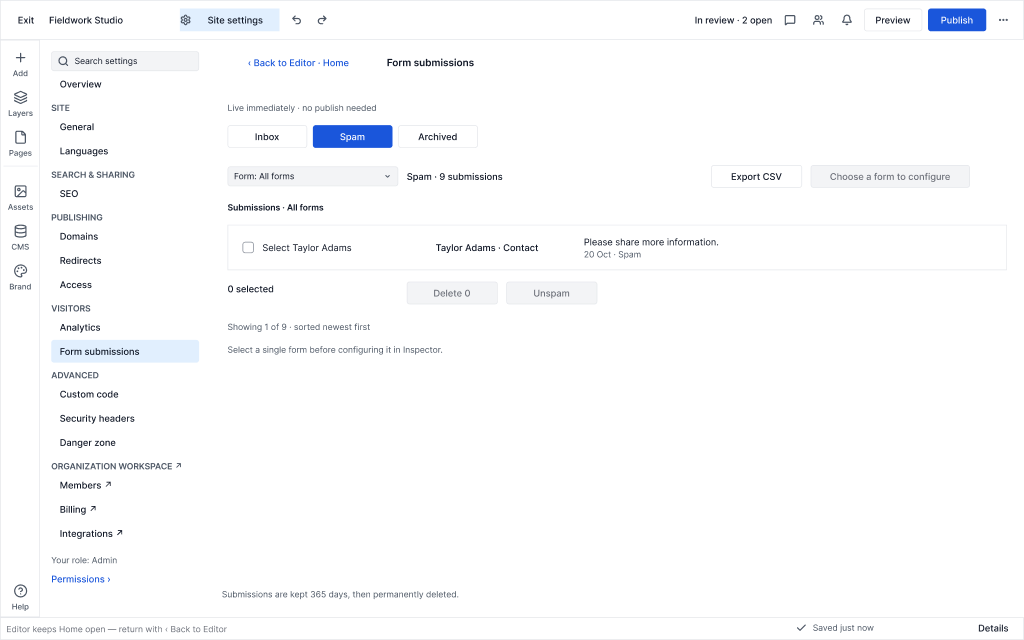 Exit
Fieldwork Studio
Site settings
In review · 2 open
Preview
Publish
Add
Layers
Pages
Assets
CMS
Brand
Help
Search settings
Overview
SITE
General
Languages
SEARCH & SHARING
SEO
PUBLISHING
Domains
Redirects
Access
VISITORS
Analytics
Form submissions
ADVANCED
Custom code
Security headers
Danger zone
ORGANIZATION WORKSPACE ↗
Members ↗
Billing ↗
Integrations ↗
Your role: Admin
Permissions ›
‹ Back to Editor · Home
Form submissions
Live immediately · no publish needed
Inbox
Spam
Archived
Form: All forms
Spam · 9 submissions
Export CSV
Choose a form to configure
Submissions · All forms
Select Taylor Adams
Taylor Adams · Contact
Please share more information.
20 Oct · Spam
0 selected
Delete 0
Unspam
Showing 1 of 9 · sorted newest first
Select a single form before configuring it in Inspector.
Submissions are kept 365 days, then permanently deleted.
Editor keeps Home open — return with ‹ Back to Editor
Saved just now
Details